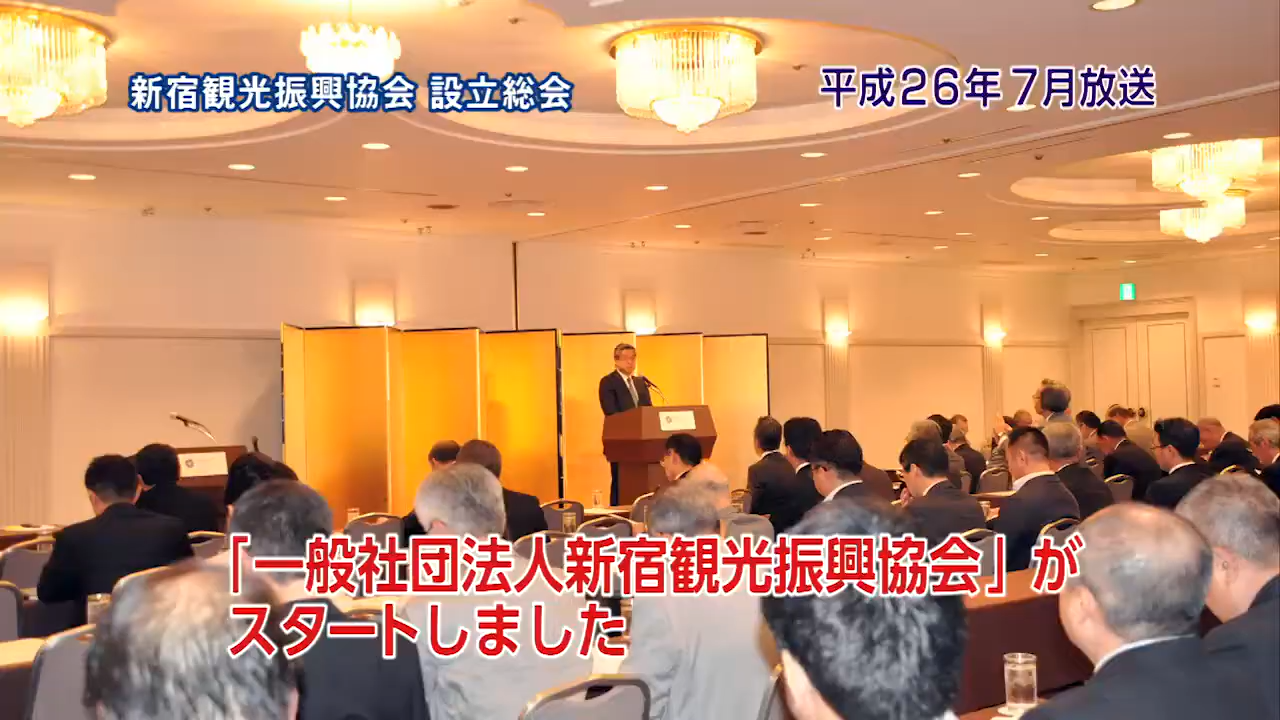 新宿観光振興協会 設立総会
平成26年7月放送
「一般社団法人新宿観光振興協会」が
スタートしました